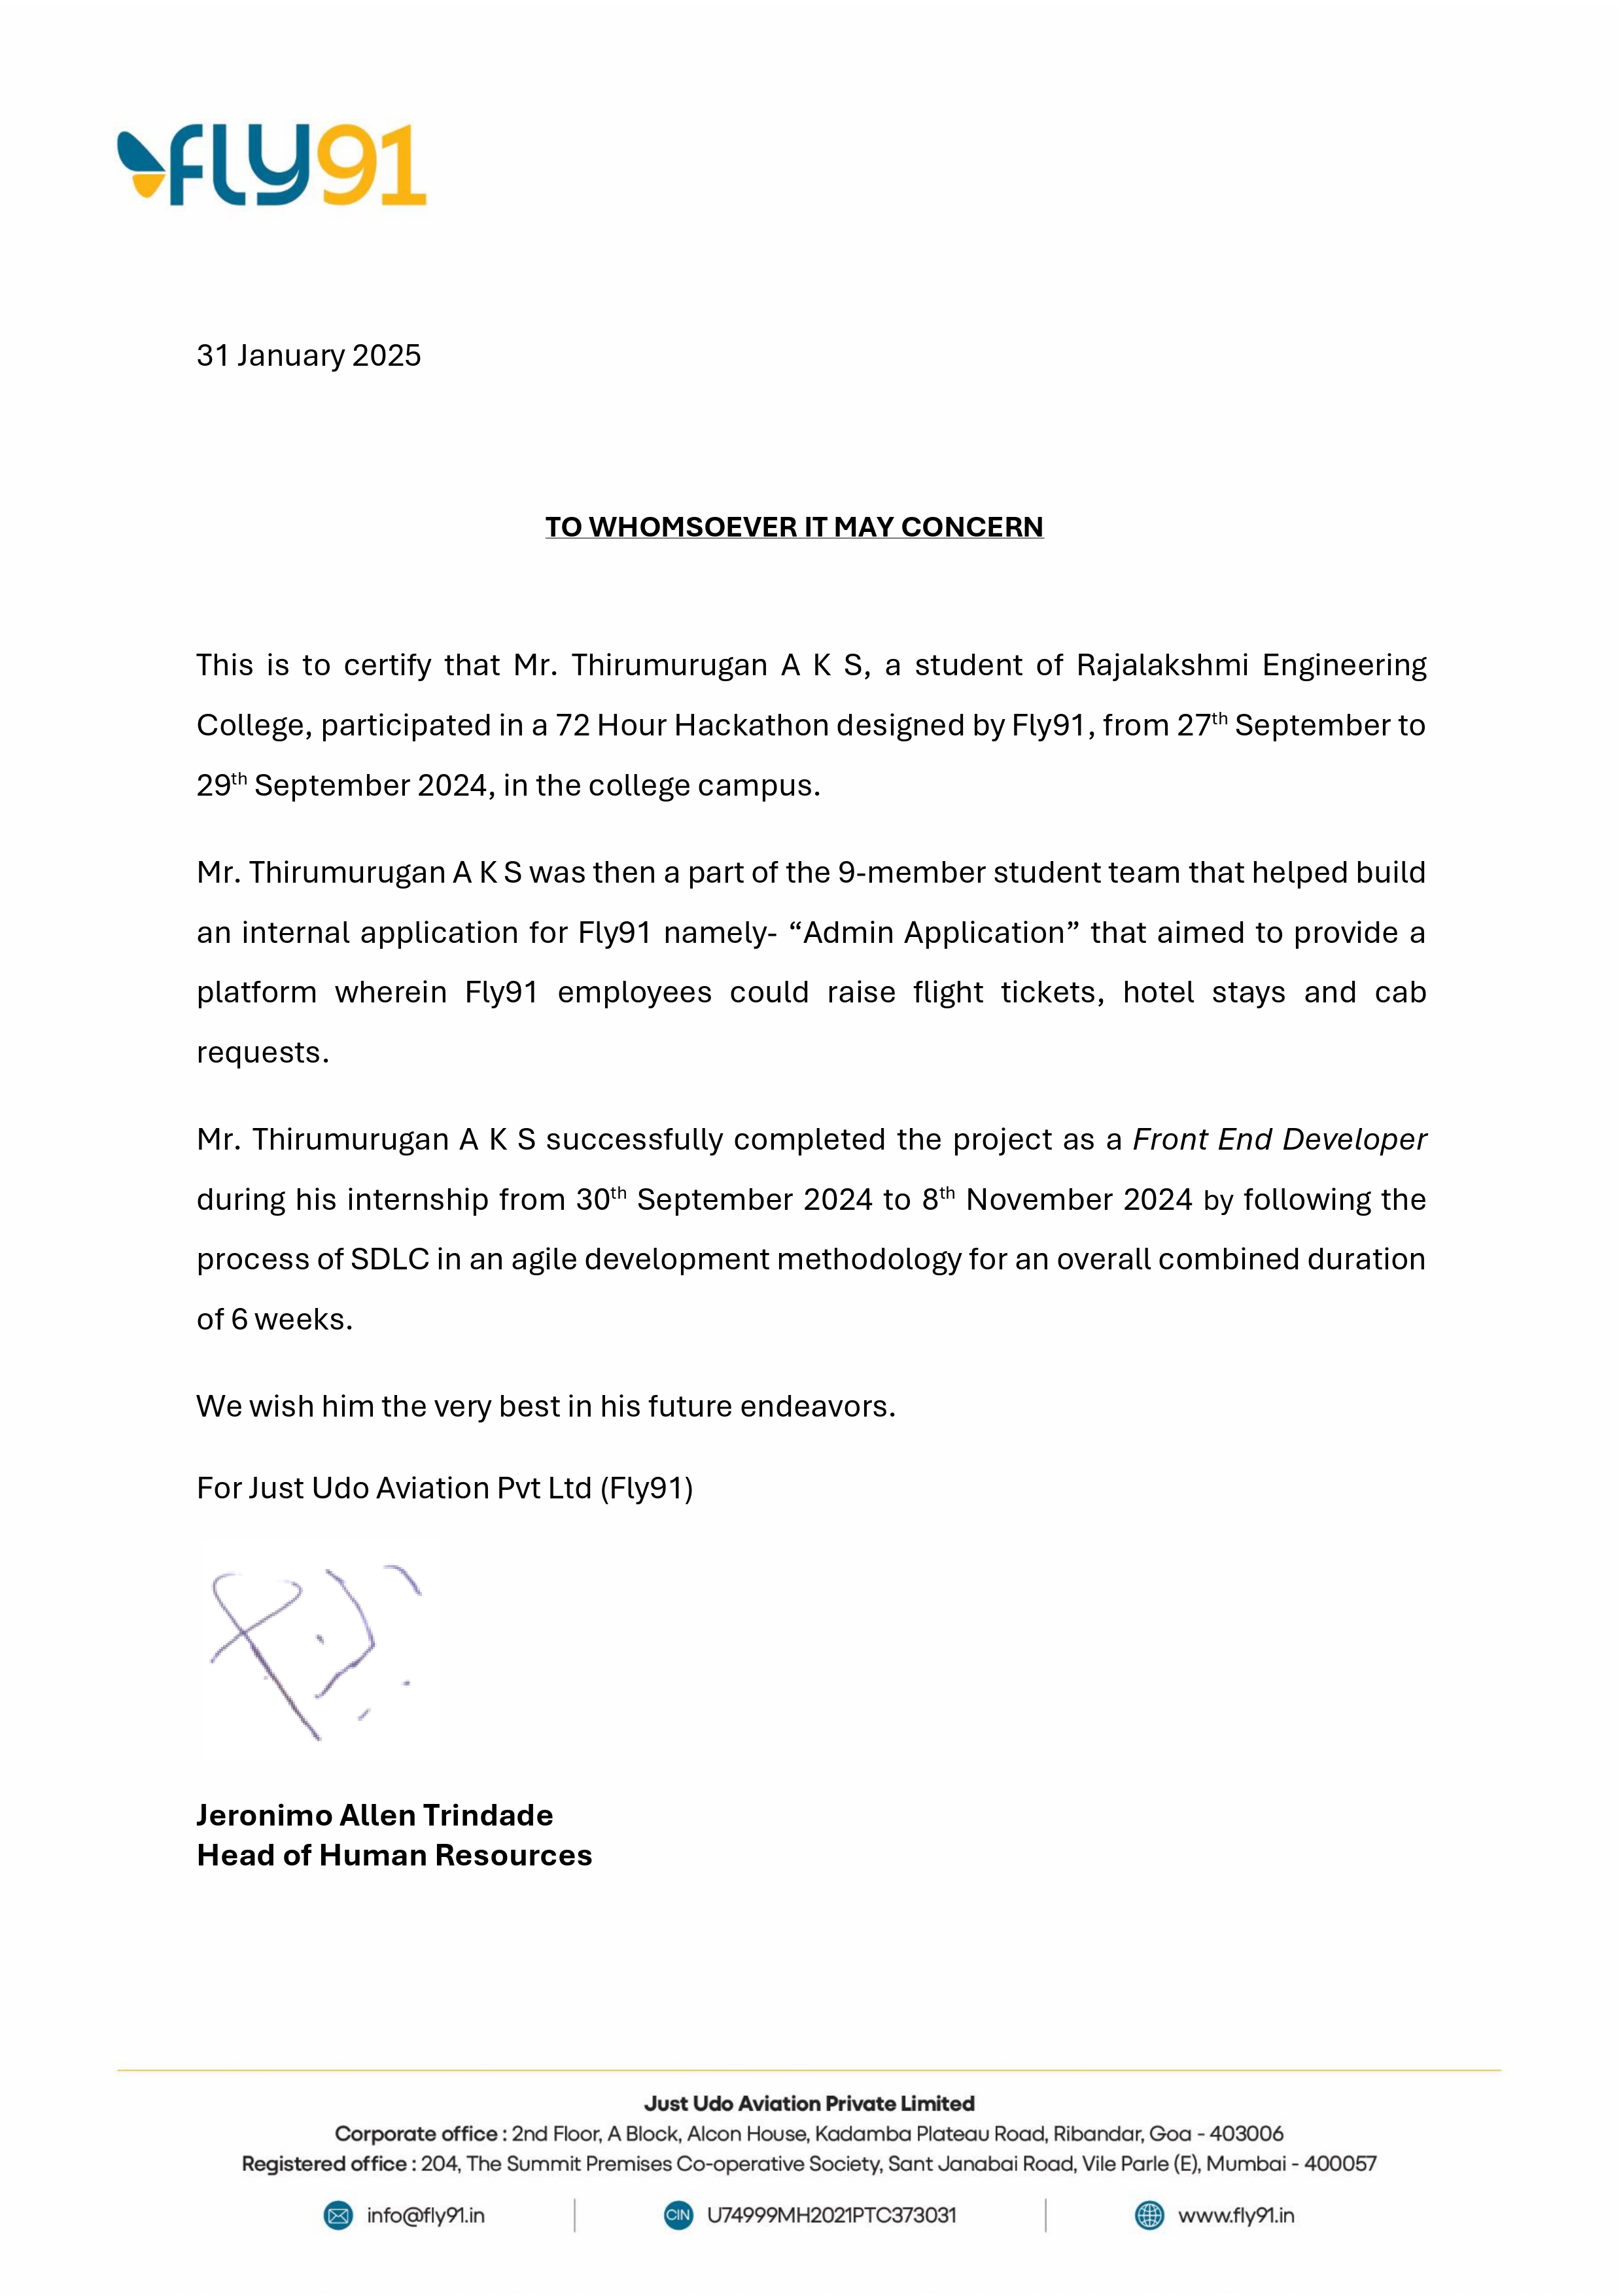 fly91
31 January 2025
TO WHOMSOEVER IT MAY CONCERN
This is to certify that Mr. Thirumurugan A K S, a student of Rajalakshmi Engineering
College, participated in a 72 Hour Hackathon designed by Fly91, from 27th September to
29th September 2024, in the college campus.
Mr. Thirumurugan A K S was then a part of the 9-member student team that helped build
an internal application for Fly91 namely- “Admin Application” that aimed to provide a
platform wherein Fly91 employees could raise flight tickets, hotel stays and cab
requests.
Mr. Thirumurugan A K S successfully completed the project as a Front End Developer
during his internship from 30th September 2024 to 8th November 2024 by following the
process of SDLC in an agile development methodology for an overall combined duration
of 6 weeks.
We wish him the very best in his future endeavors.
For Just Udo Aviation Pvt Ltd (Fly91)
Jeronimo Allen Trindade
Head of Human Resources
Just Udo Aviation Private Limited
Corporate office : 2nd Floor, A Block, Alcon House, Kadamba Plateau Road, Ribandar, Goa - 403006
Registered office : 204, The Summit Premises Co-operative Society, Sant Janabai Road, Vile Parle (E), Mumbai - 400057
info@fly91.in | CIN U74999MH2021PTC373031 | www.fly91.in